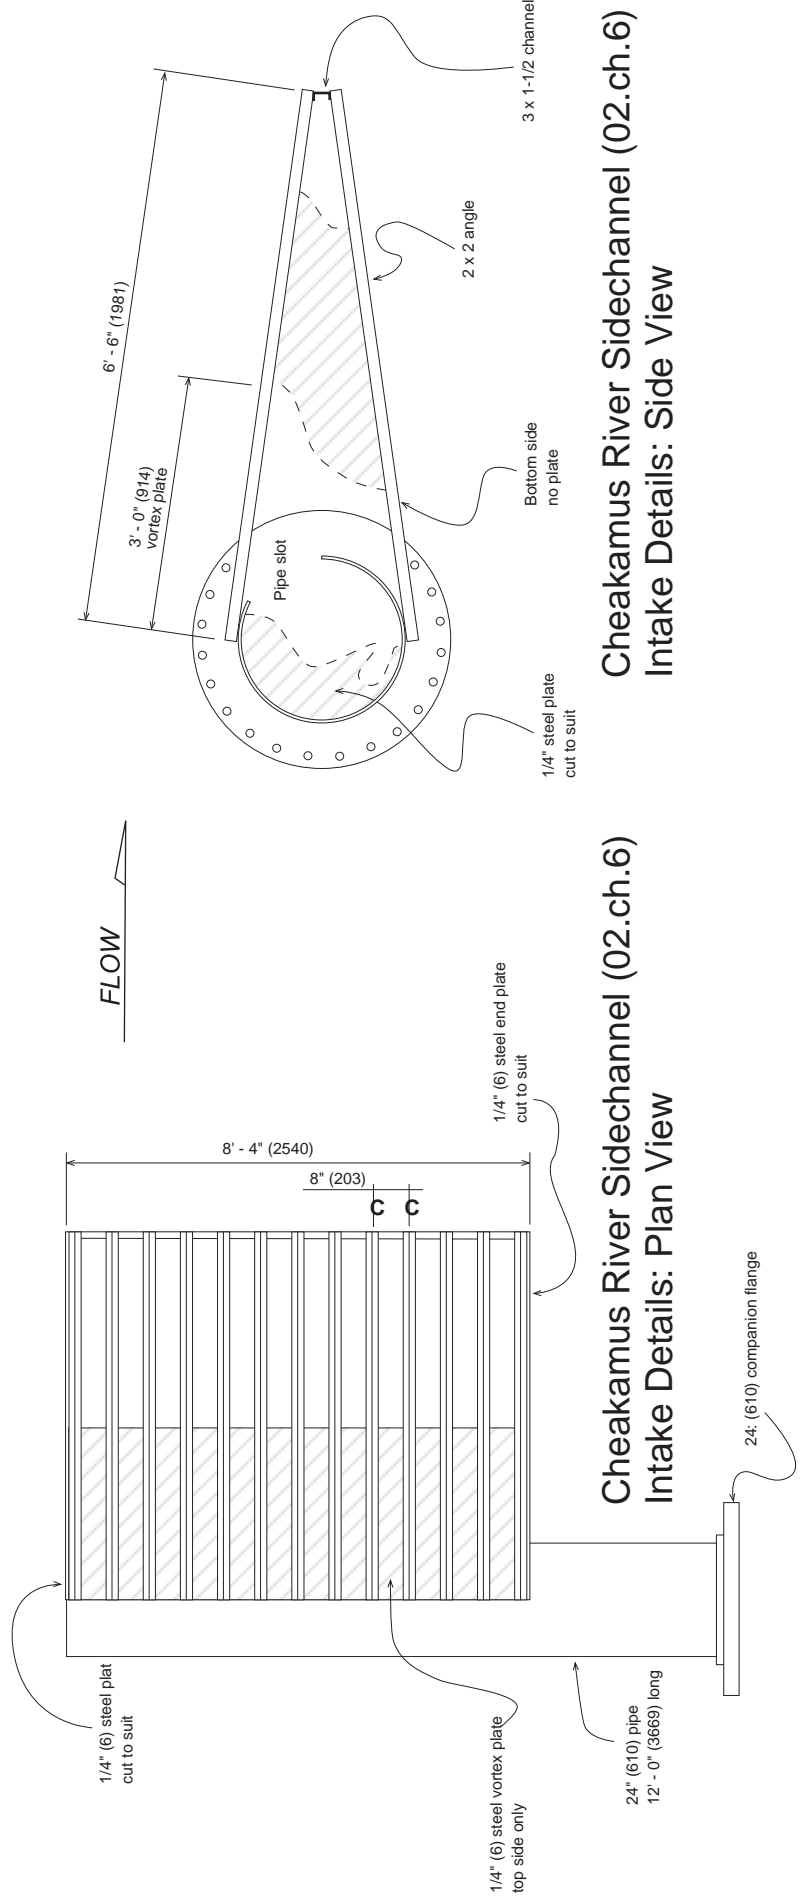 1/4" (6) steel plat
cut to suit
1/4" (6) steel vortex plate
top side only
24" (610) pipe
12' - 0" (3669) long
24: (610) companion flange
8' - 4" (2540)
8" (203)
C C
1/4" (6) steel end plate
cut to suit
FLOW
Cheakamus River Sidechannel (02.ch.6)
Intake Details: Plan View
6' - 6" (1981)
3' - 0" (914)
vortex plate
Pipe slot
1/4" steel plate
cut to suit
Bottom side
no plate
2 x 2 angle
3 x 1-1/2 channel
Cheakamus River Sidechannel (02.ch.6)
Intake Details: Side View